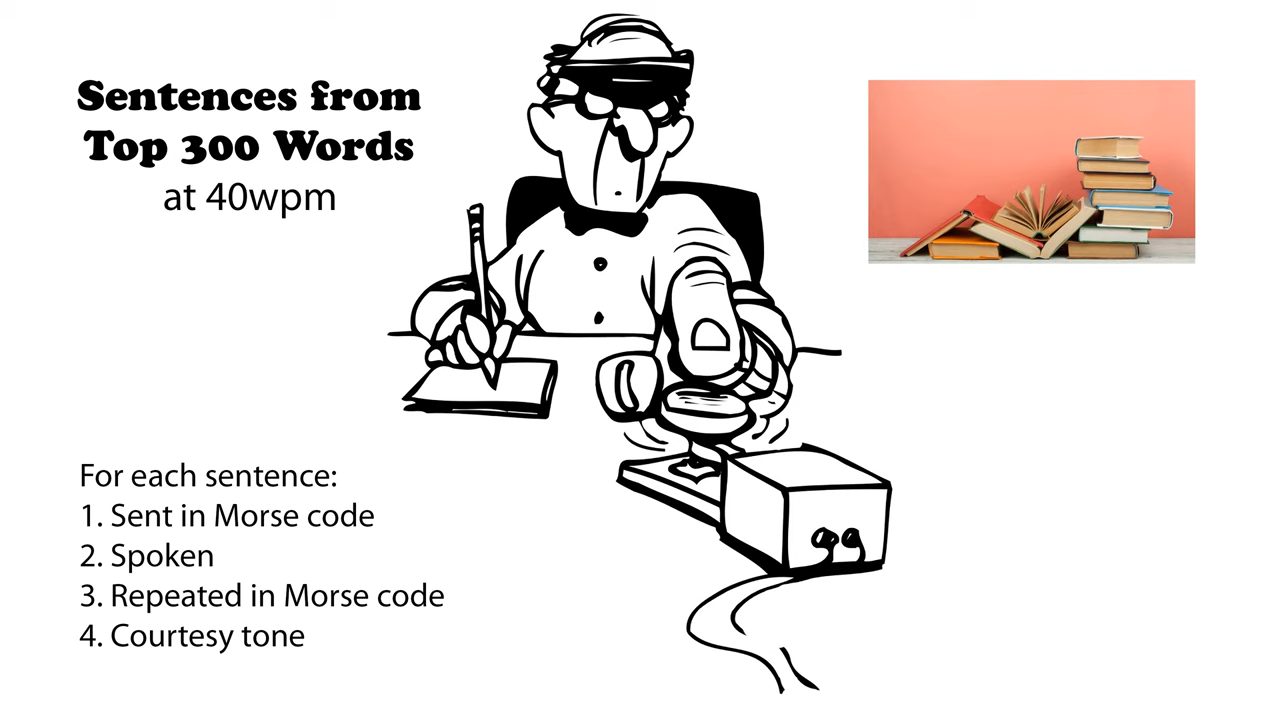 Sentences from
Top 300 Words
at 40wpm
For each sentence:
1. Sent in Morse code
2. Spoken
3. Repeated in Morse code
4. Courtesy tone